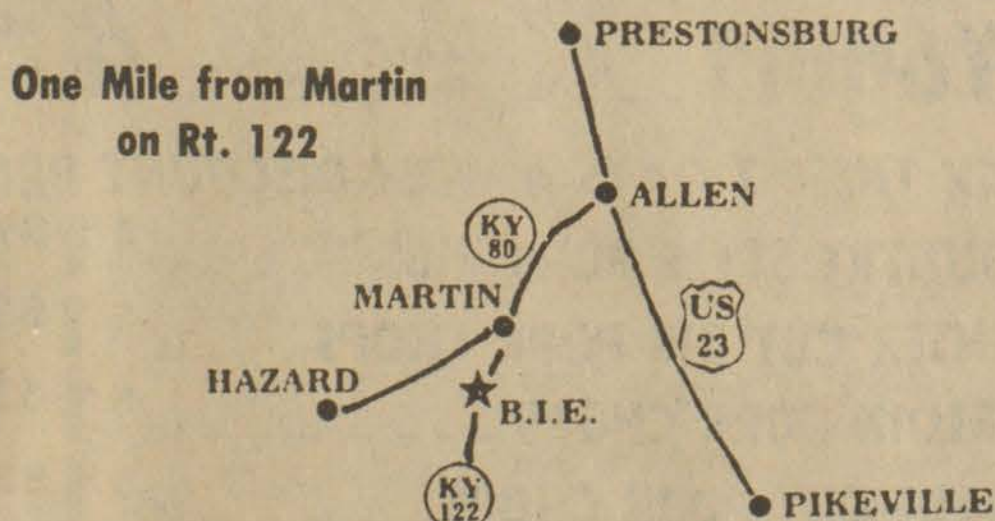 PRESTONSBURG
One Mile from Martin
on Rt. 122
ALLEN
KY
80
MARTIN
US
23
HAZARD
B.I.E.
KY
122
PIKEVILLE